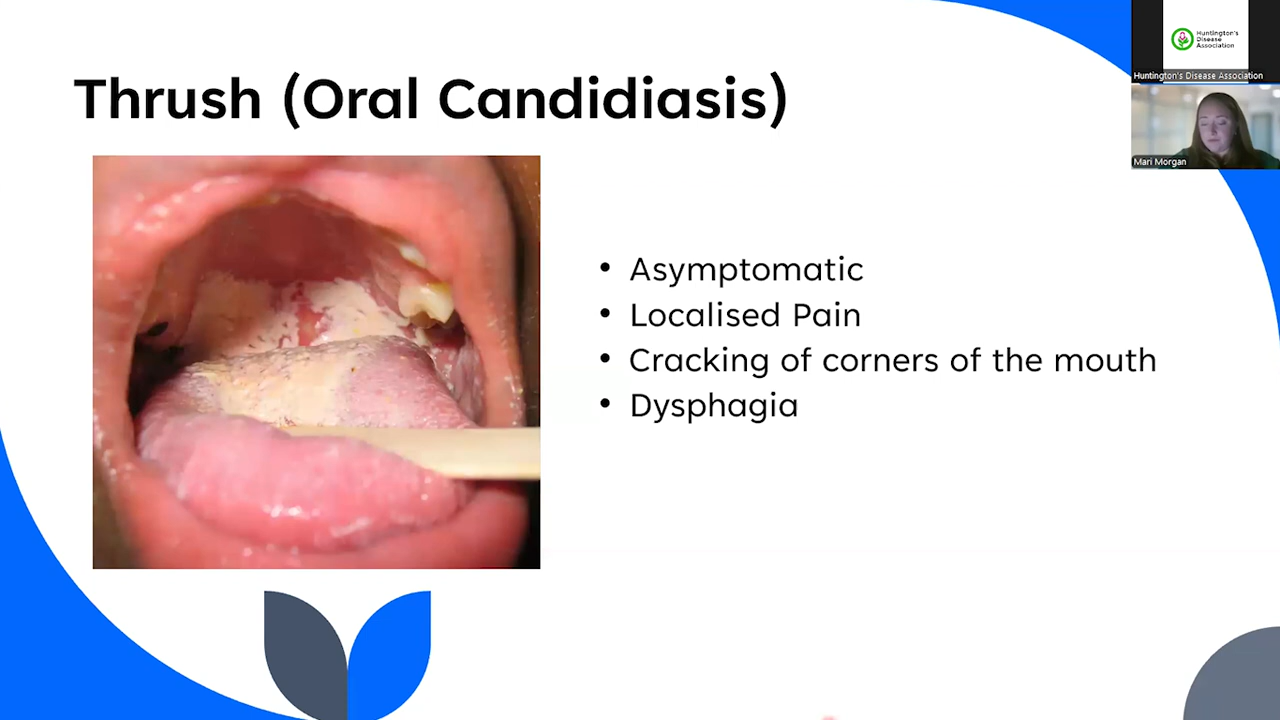 Thrush (Oral Candidiasis)
• Asymptomatic
• Localised Pain
• Cracking of corners of the mouth
• Dysphagia
Huntington's
Disease
Association
Huntington's Disease Association
Mari Morgan